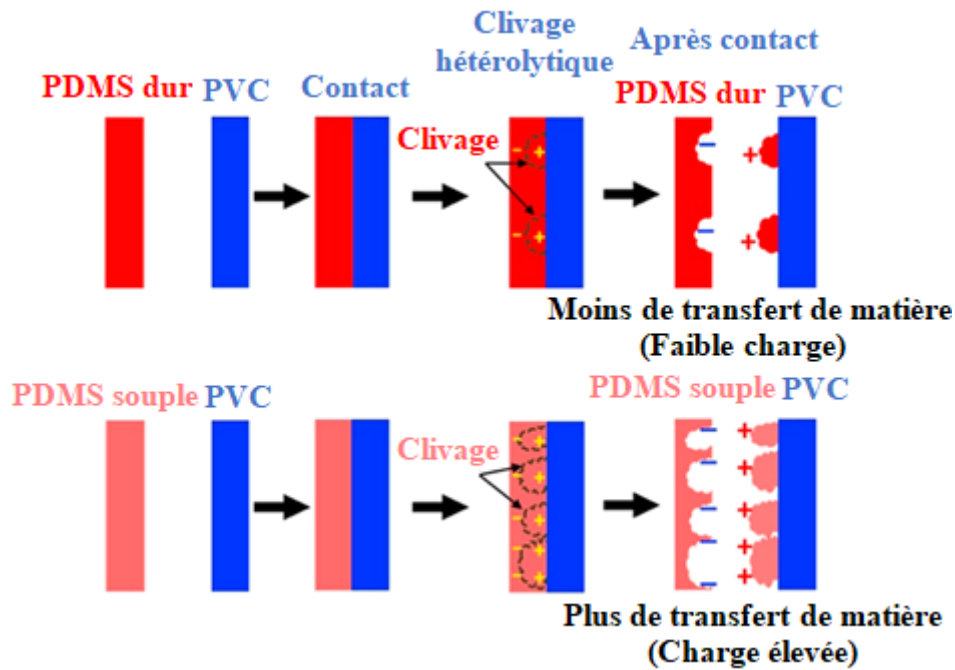 Clivage
hétérolytique
Après contact
PDMS dur PVC
Contact
PDMS dur PVC
Clivage
- + - +
- + - +
Moins de transfert de matière
(Faible charge)
PDMS souple PVC
PDMS souple PVC
Clivage
- + - +
- + - +
- + - +
- + - +
- + - +
Plus de transfert de matière
(Charge élevée)